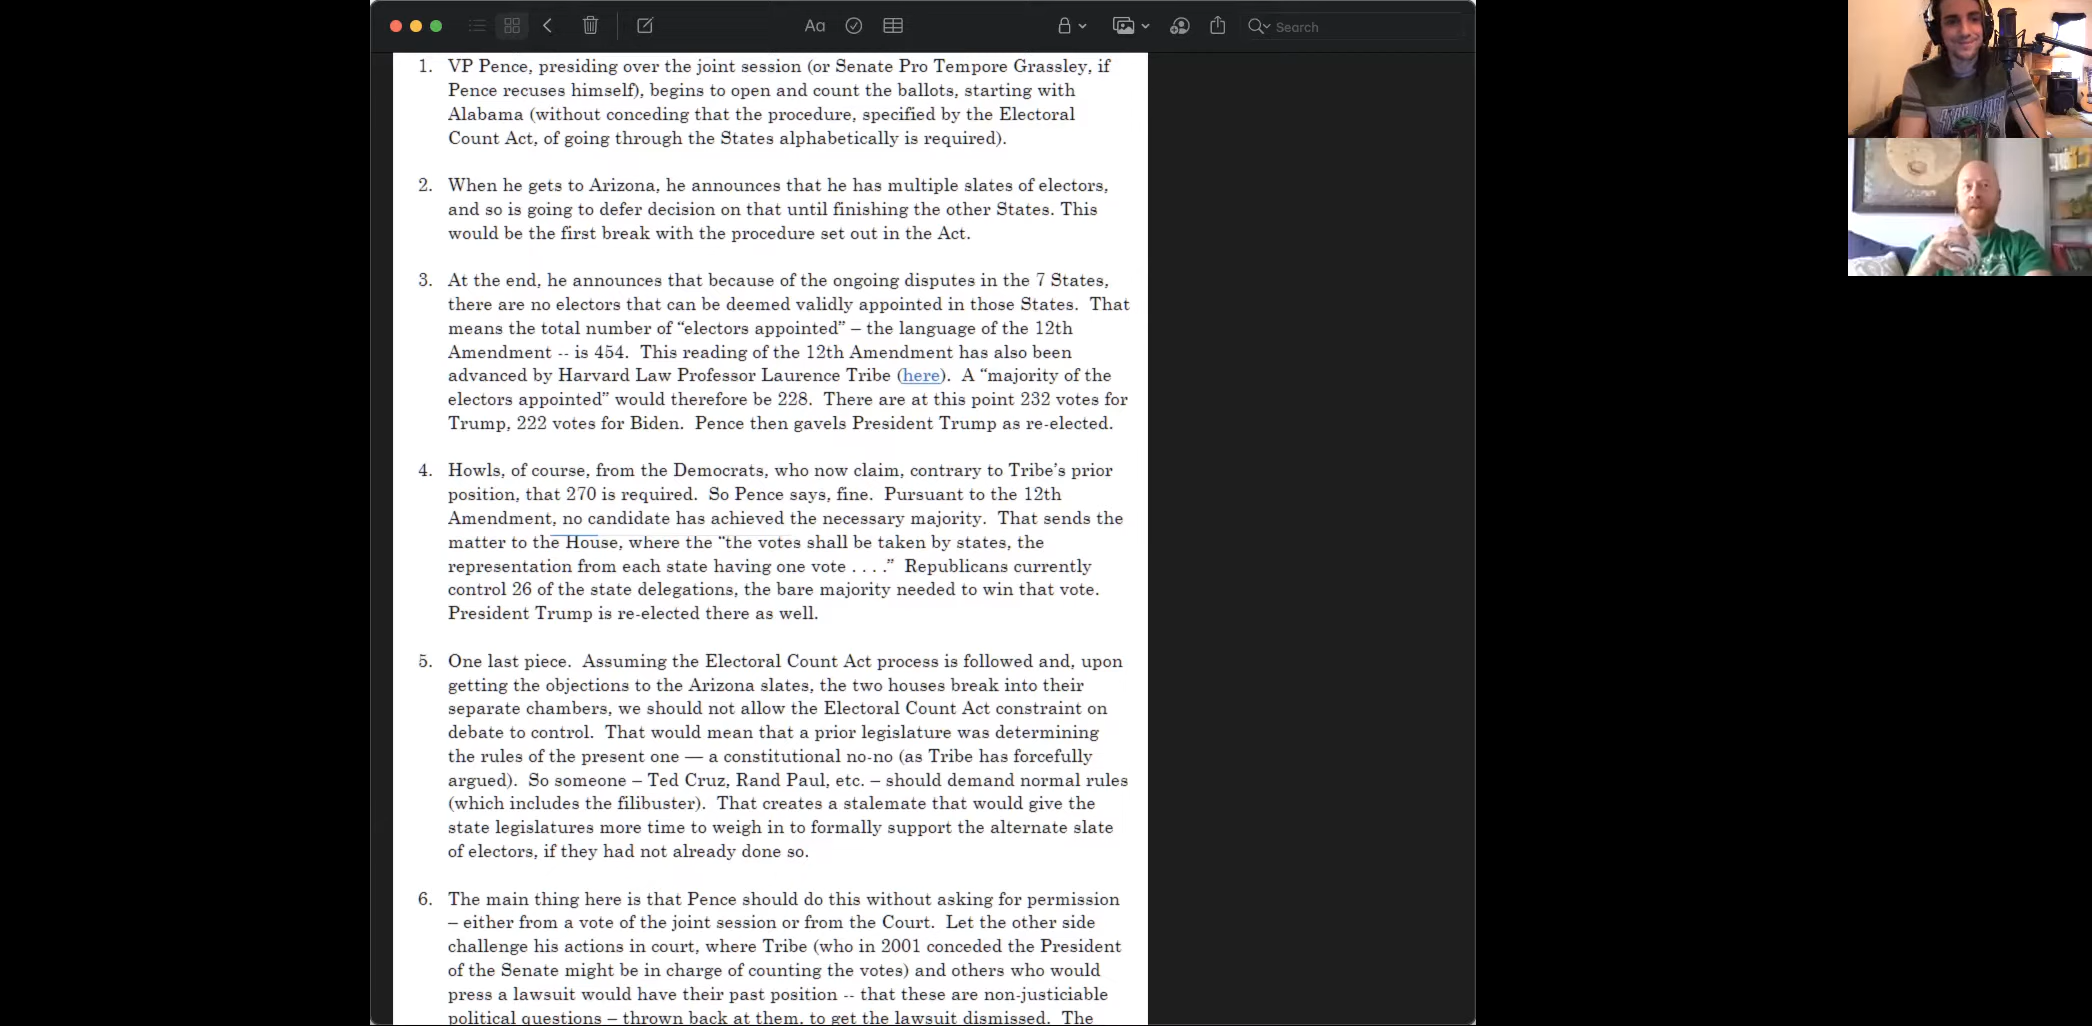 Aa
Search
1. VP Pence, presiding over the joint session (or Senate Pro Tempore Grassley, if
Pence recuses himself), begins to open and count the ballots, starting with
Alabama (without conceding that the procedure, specified by the Electoral
Count Act, of going through the States alphabetically is required).
2. When he gets to Arizona, he announces that he has multiple slates of electors,
and so is going to defer decision on that until finishing the other States. This
would be the first break with the procedure set out in the Act.
3. At the end, he announces that because of the ongoing disputes in the 7 States,
there are no electors that can be deemed validly appointed in those States. That
means the total number of “electors appointed” – the language of the 12th
Amendment -- is 454. This reading of the 12th Amendment has also been
advanced by Harvard Law Professor Laurence Tribe (here). A “majority of the
electors appointed” would therefore be 228. There are at this point 232 votes for
Trump, 222 votes for Biden. Pence then gavels President Trump as re-elected.
4. Howls, of course, from the Democrats, who now claim, contrary to Tribe’s prior
position, that 270 is required. So Pence says, fine. Pursuant to the 12th
Amendment, no candidate has achieved the necessary majority. That sends the
matter to the House, where the “the votes shall be taken by states, the
representation from each state having one vote . . . .” Republicans currently
control 26 of the state delegations, the bare majority needed to win that vote.
President Trump is re-elected there as well.
5. One last piece. Assuming the Electoral Count Act process is followed and, upon
getting the objections to the Arizona slates, the two houses break into their
separate chambers, we should not allow the Electoral Count Act constraint on
debate to control. That would mean that a prior legislature was determining
the rules of the present one — a constitutional no-no (as Tribe has forcefully
argued). So someone – Ted Cruz, Rand Paul, etc. – should demand normal rules
(which includes the filibuster). That creates a stalemate that would give the
state legislatures more time to weigh in to formally support the alternate slate
of electors, if they had not already done so.
6. The main thing here is that Pence should do this without asking for permission
– either from a vote of the joint session or from the Court. Let the other side
challenge his actions in court, where Tribe (who in 2001 conceded the President
of the Senate might be in charge of counting the votes) and others who would
press a lawsuit would have their past position -- that these are non-justiciable
political questions – thrown back at them, to get the lawsuit dismissed. The